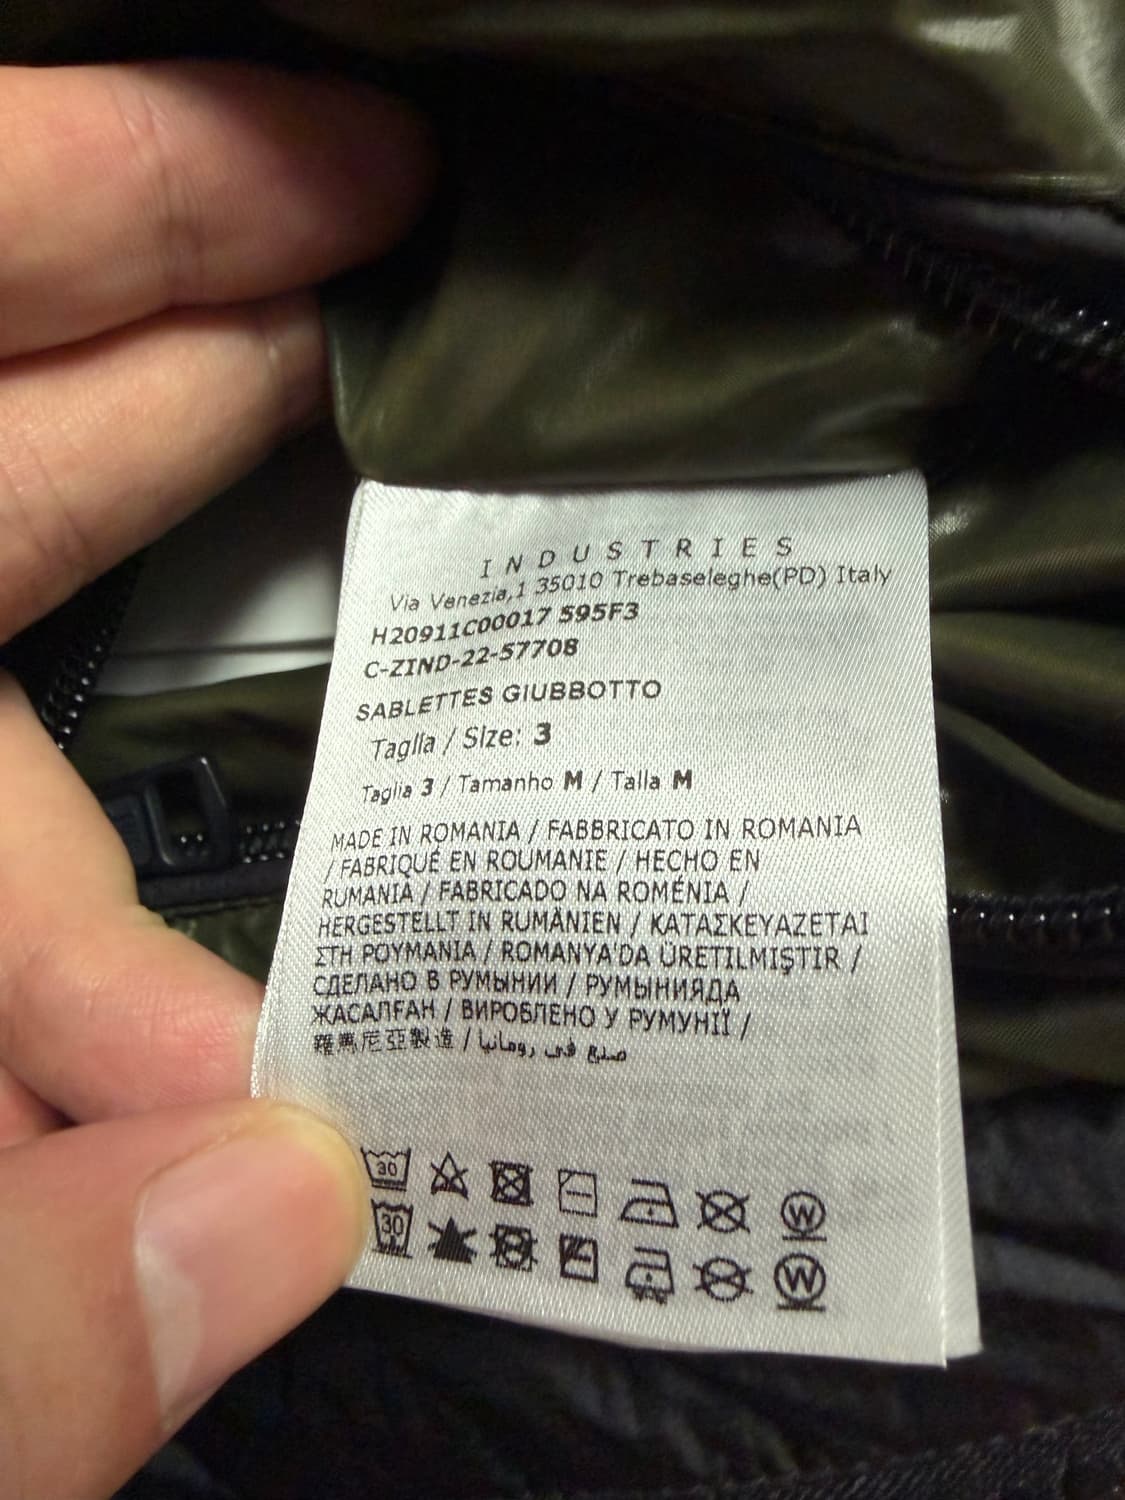 INDUSTRIES
Via Venezia,1 35010 Trebaseleghe(PD) Italy
H20911C00017 595F3
C-ZIND-22-57708
SABLETTES GIUBBOTTO
Taglia / Size: 3
Taglia 3 / Tamanho M / Talla M
MADE IN ROMANIA / FABBRICATO IN ROMANIA
/ FABRIQUÉ EN ROUMANIE / HECHO EN
RUMANIA / FABRICADO NA ROMÉNIA /
HERGESTELLT IN RUMÄNIEN / ΚΑΤΑΣΚΕΥΑΖΕΤΑΙ
ΣΤΗ ΡΟΥΜΑΝΙΑ / ROMANYA'DA ÜRETILMIŞTIR /
СДЕЛАНО В РУМЫНИИ / РУМЫНИЯДА
ЖАСАЛҒАН / ВИРОБЛЕНО У РУМУНІЇ /
羅馬尼亞製造 / صنع في رومانيا
30 W
30 W